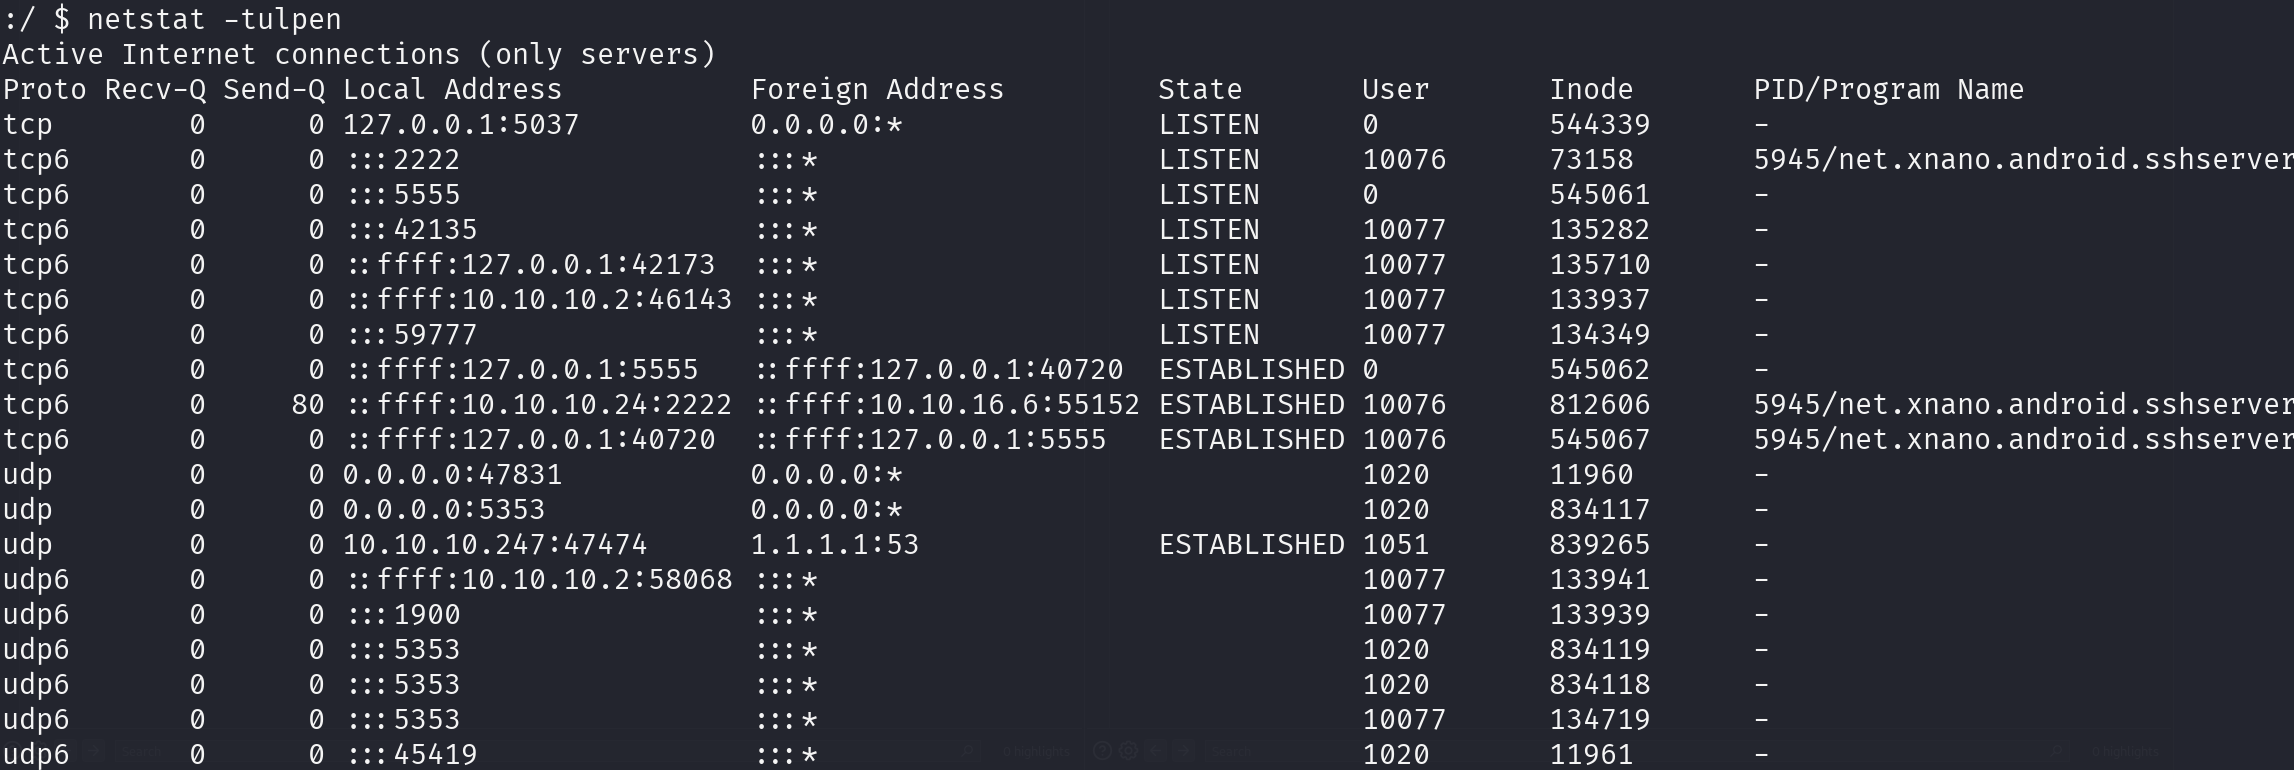 :/ $ netstat -tulpen
Active Internet connections (only servers)
Proto Recv-Q Send-Q Local Address           Foreign Address         State       User       Inode       PID/Program Name
tcp        0      0 127.0.0.1:5037          0.0.0.0:*               LISTEN      0          544339      -
tcp6       0      0 :::2222                 :::*                    LISTEN      10076      73158       5945/net.xnano.android.sshserver
tcp6       0      0 :::5555                 :::*                    LISTEN      0          545061      -
tcp6       0      0 :::42135                :::*                    LISTEN      10077      135282      -
tcp6       0      0 ::ffff:127.0.0.1:42173  :::*                    LISTEN      10077      135710      -
tcp6       0      0 ::ffff:10.10.10.2:46143 :::*                    LISTEN      10077      133937      -
tcp6       0      0 :::59777                :::*                    LISTEN      10077      134349      -
tcp6       0      0 ::ffff:127.0.0.1:5555   ::ffff:127.0.0.1:40720  ESTABLISHED 0          545062      -
tcp6       0     80 ::ffff:10.10.10.24:2222 ::ffff:10.10.16.6:55152 ESTABLISHED 10076      812606      5945/net.xnano.android.sshserver
tcp6       0      0 ::ffff:127.0.0.1:40720  ::ffff:127.0.0.1:5555   ESTABLISHED 10076      545067      5945/net.xnano.android.sshserver
udp        0      0 0.0.0.0:47831           0.0.0.0:*                           1020       11960       -
udp        0      0 0.0.0.0:5353            0.0.0.0:*                           1020       834117      -
udp        0      0 10.10.10.247:47474      1.1.1.1:53              ESTABLISHED 1051       839265      -
udp6       0      0 ::ffff:10.10.10.2:58068 :::*                                10077      133941      -
udp6       0      0 :::1900                 :::*                                10077      133939      -
udp6       0      0 :::5353                 :::*                                1020       834119      -
udp6       0      0 :::5353                 :::*                                1020       834118      -
udp6       0      0 :::5353                 :::*                                10077      134719      -
udp6       0      0 :::45419                :::*                                1020       11961       -